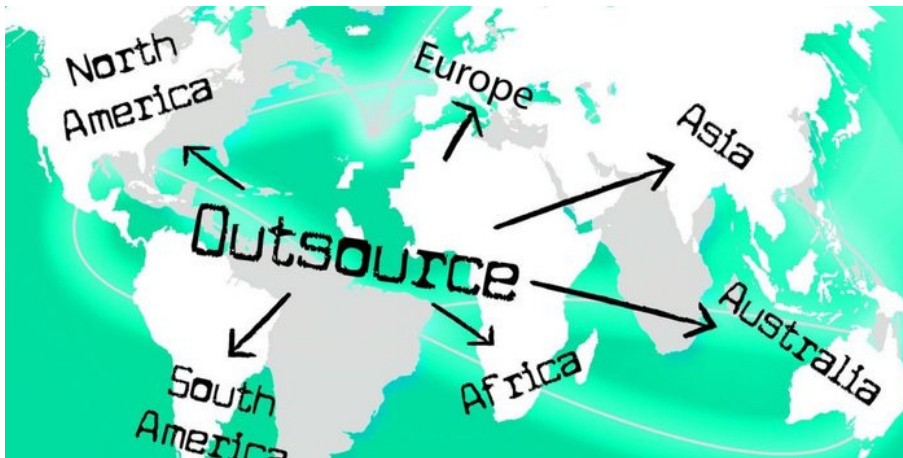 North
America
Europe
Asia
Outsource
Australia
Africa
South
America